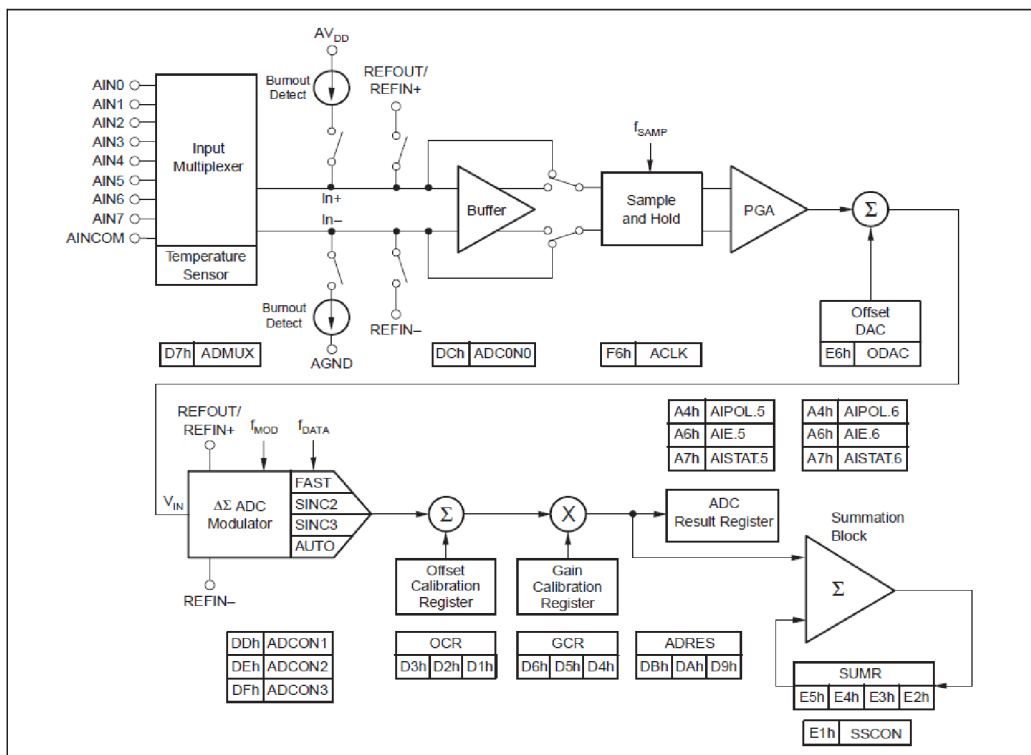 AVDD
Burnout
Detect
REFOUT/
REFIN+
AIN0
AIN1
AIN2
AIN3
AIN4
AIN5
AIN6
AIN7
AINCOM
Input
Multiplexer
Temperature
Sensor
In+
In–
Buffer
fSAMP
Sample
and Hold
PGA
Σ
Burnout
Detect
AGND
REFIN–
Offset
DAC
E6h ODAC
D7h ADMUX
DCh ADC0N0
F6h ACLK
A4h AIPOL.5
A6h AIE.5
A7h AISTAT.5
A4h AIPOL.6
A6h AIE.6
A7h AISTAT.6
REFOUT/
REFIN+
fMOD
fDATA
VIN
ΔΣ ADC
Modulator
FAST
SINC2
SINC3
AUTO
REFIN–
Σ
X
Offset
Calibration
Register
Gain
Calibration
Register
ADC
Result Register
Summation
Block
Σ
DDh ADCON1
DEh ADCON2
DFh ADCON3
OCR
D3h D2h D1h
GCR
D6h D5h D4h
ADRES
DBh DAh D9h
SUMR
E5h E4h E3h E2h
E1h SSCON